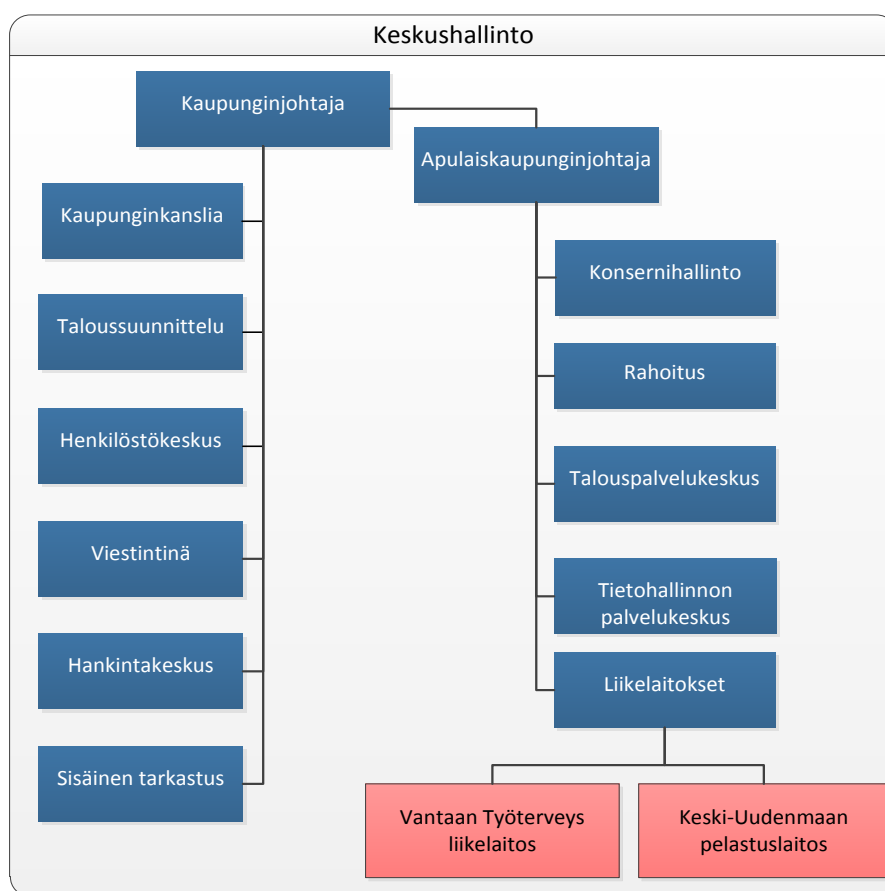 Keskushallinto
Kaupunginjohtaja
Apulaiskaupunginjohtaja
Kaupunginkanslia
Taloussuunnittelu
Henkilöstökeskus
Viestintinä
Hankintakeskus
Sisäinen tarkastus
Konsernihallinto
Rahoitus
Talouspalvelukeskus
Tietohallinnon
palvelukeskus
Liikelaitokset
Vantaan Työterveys
liikelaitos
Keski-Uudenmaan
pelastuslaitos